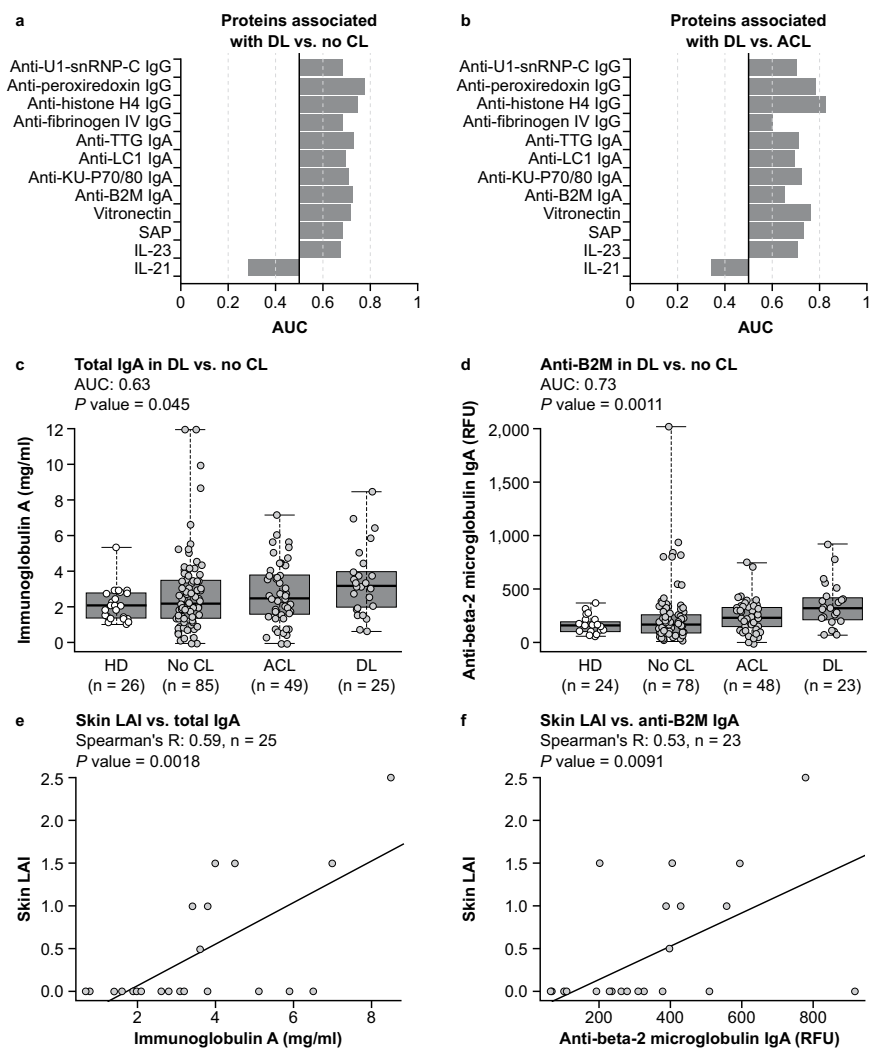 a
Proteins associated
with DL vs. no CL
Anti-U1-snRNP-C IgG
Anti-peroxiredoxin IgG
Anti-histone H4 IgG
Anti-fibrinogen IV IgG
Anti-TTG IgA
Anti-LC1 IgA
Anti-KU-P70/80 IgA
Anti-B2M IgA
Vitronectin
SAP
IL-23
IL-21
0 0.2 0.4 0.6 0.8 1
AUC
b
Proteins associated
with DL vs. ACL
Anti-U1-snRNP-C IgG
Anti-peroxiredoxin IgG
Anti-histone H4 IgG
Anti-fibrinogen IV IgG
Anti-TTG IgA
Anti-LC1 IgA
Anti-KU-P70/80 IgA
Anti-B2M IgA
Vitronectin
SAP
IL-23
IL-21
0 0.2 0.4 0.6 0.8 1
AUC
c Total IgA in DL vs. no CL
AUC: 0.63
P value = 0.045
Immunoglobulin A (mg/ml)
12
10
8
6
4
2
0
HD No CL ACL DL
(n = 26) (n = 85) (n = 49) (n = 25)
d Anti-B2M in DL vs. no CL
AUC: 0.73
P value = 0.0011
Anti-beta-2 microglobulin IgA (RFU)
2,000
1,500
1,000
500
0
HD No CL ACL DL
(n = 24) (n = 78) (n = 48) (n = 23)
e Skin LAI vs. total IgA
Spearman's R: 0.59, n = 25
P value = 0.0018
Skin LAI
2.5
2.0
1.5
1.0
0.5
0.0
2 4 6 8
Immunoglobulin A (mg/ml)
f Skin LAI vs. anti-B2M IgA
Spearman's R: 0.53, n = 23
P value = 0.0091
Skin LAI
2.5
2.0
1.5
1.0
0.5
0.0
200 400 600 800
Anti-beta-2 microglobulin IgA (RFU)